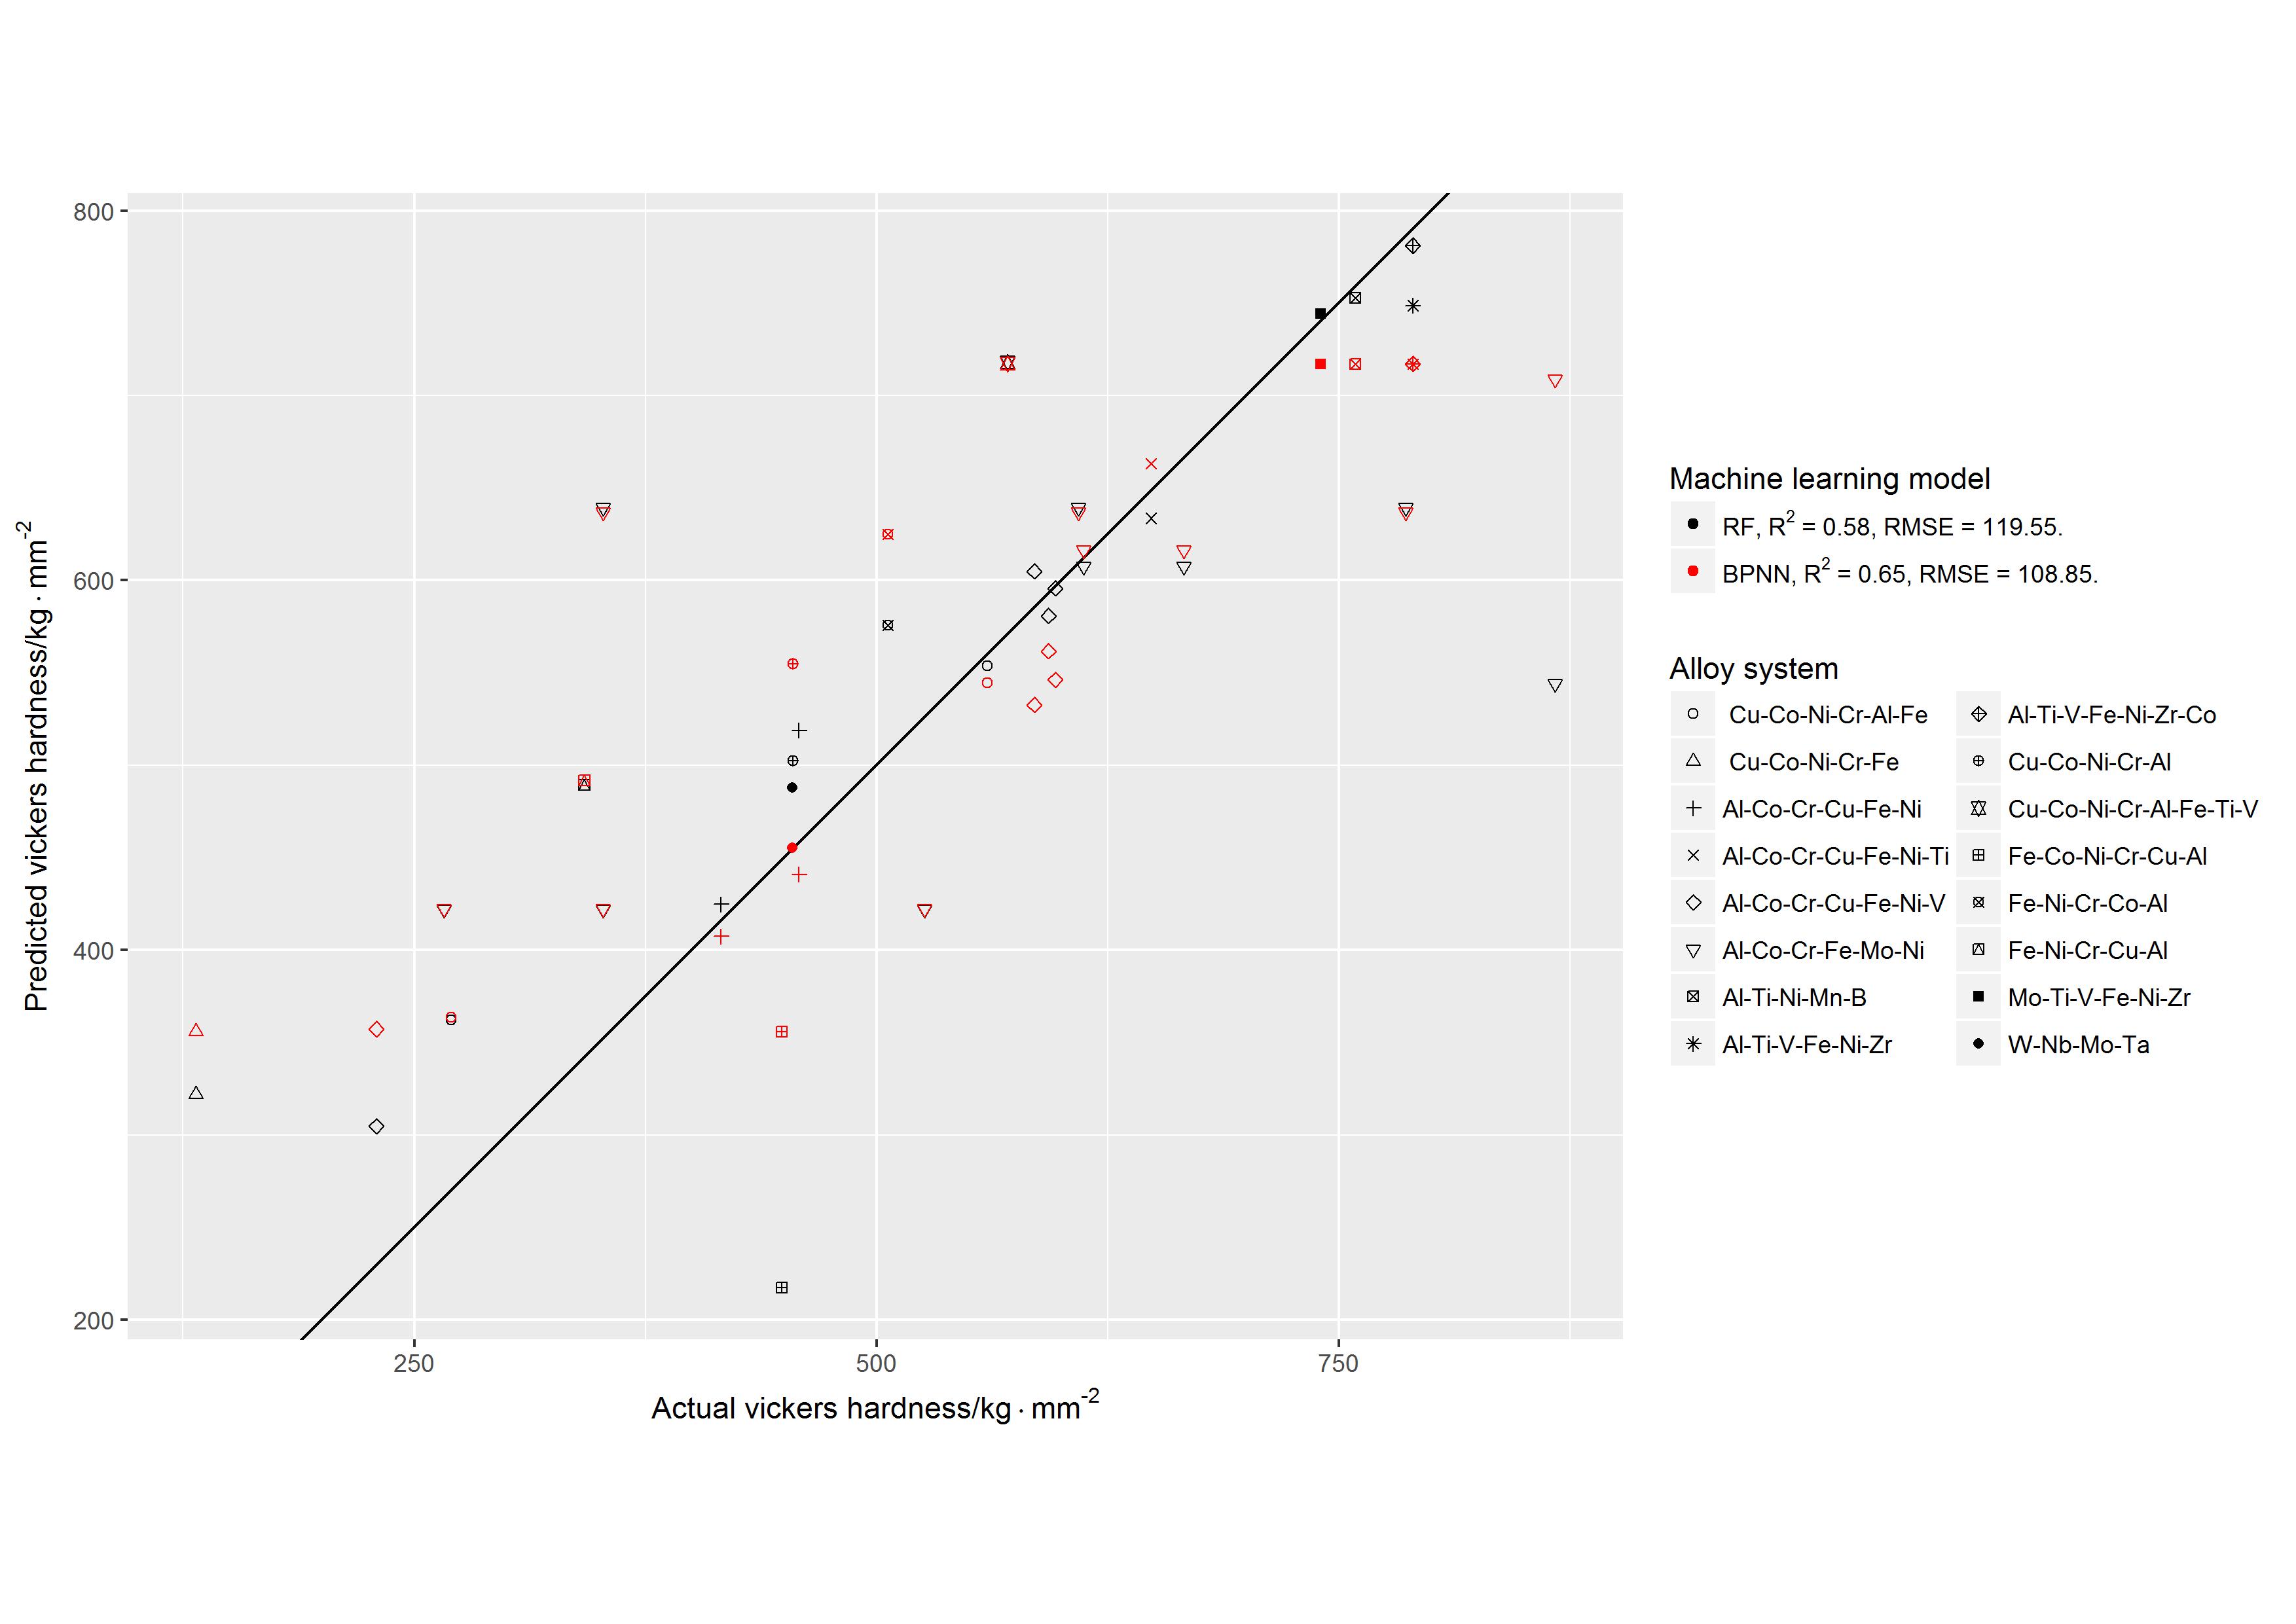 800
600
400
200
Predicted vickers hardness/kg·mm-2
250 500 750
Actual vickers hardness/kg·mm-2
Machine learning model
RF, R2 = 0.58, RMSE = 119.55.
BPNN, R2 = 0.65, RMSE = 108.85.
Alloy system
Cu-Co-Ni-Cr-Al-Fe
Cu-Co-Ni-Cr-Fe
Al-Co-Cr-Cu-Fe-Ni
Al-Co-Cr-Cu-Fe-Ni-Ti
Al-Co-Cr-Cu-Fe-Ni-V
Al-Co-Cr-Fe-Mo-Ni
Al-Ti-Ni-Mn-B
Al-Ti-V-Fe-Ni-Zr
Al-Ti-V-Fe-Ni-Zr-Co
Cu-Co-Ni-Cr-Al
Cu-Co-Ni-Cr-Al-Fe-Ti-V
Fe-Co-Ni-Cr-Cu-Al
Fe-Ni-Cr-Co-Al
Fe-Ni-Cr-Cu-Al
Mo-Ti-V-Fe-Ni-Zr
W-Nb-Mo-Ta